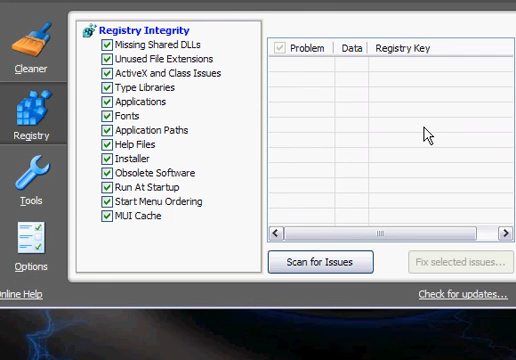 Cleaner
Registry
Tools
Options
nline Help
Registry Integrity
Missing Shared DLLs
Unused File Extensions
ActiveX and Class Issues
Type Libraries
Applications
Fonts
Application Paths
Help Files
Installer
Obsolete Software
Run At Startup
Start Menu Ordering
MUI Cache
Problem Data Registry Key
Scan for Issues
Fix selected issues...
Check for updates...